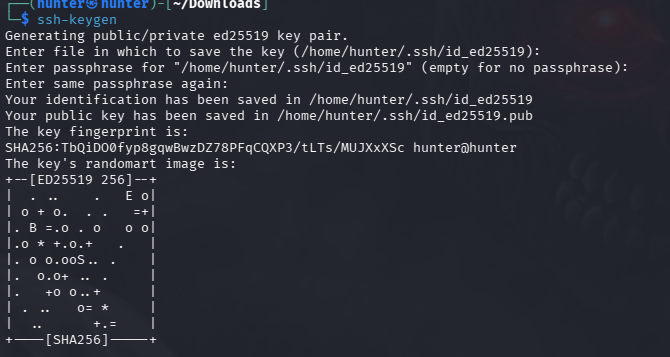 ┌──(hunter㉿hunter)-[~/Downloads]
└─$ ssh-keygen
Generating public/private ed25519 key pair.
Enter file in which to save the key (/home/hunter/.ssh/id_ed25519):
Enter passphrase for "/home/hunter/.ssh/id_ed25519" (empty for no passphrase):
Enter same passphrase again:
Your identification has been saved in /home/hunter/.ssh/id_ed25519
Your public key has been saved in /home/hunter/.ssh/id_ed25519.pub
The key fingerprint is:
SHA256:TbQiDO0fyp8gqwBwzDZ78PFqCQXP3/tLTs/MUJXxXSc hunter@hunter
The key's randomart image is:
+--[ED25519 256]--+
|  . ..    .   E o|
| o + o.  . .   =+|
|. B =.o . o   o o|
|.o * +.o.+   .   |
|. o o.ooS.. .    |
|.  o.o+ .. .     |
|.   +o o..+      |
| . ..   o= *     |
|  ..      +.=    |
+----[SHA256]-----+